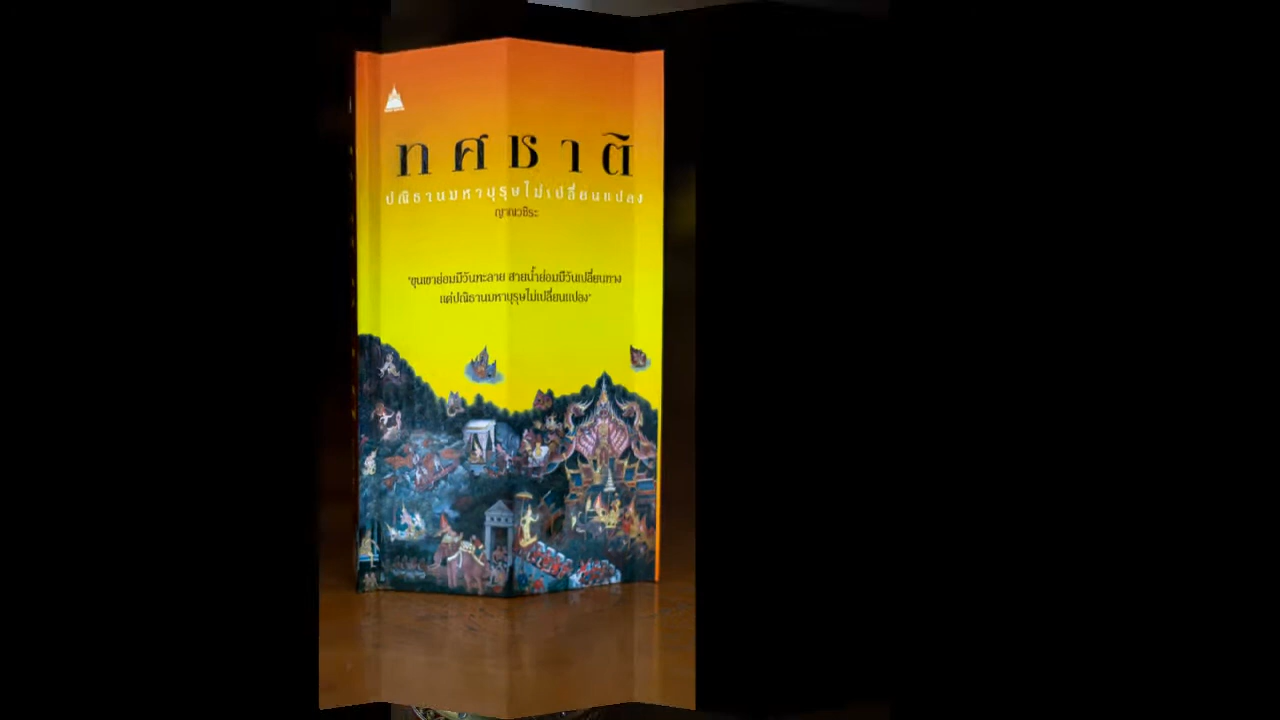 ทศชาติ
ปณิธานมหาบุรุษไม่เปลี่ยนแปลง
ญาณวชิระ
"ขุนเขาย่อมมีวันทะลาย สายน้ำย่อมมีวันเปลี่ยนทาง
แต่ปณิธานมหาบุรุษไม่เปลี่ยนแปลง"